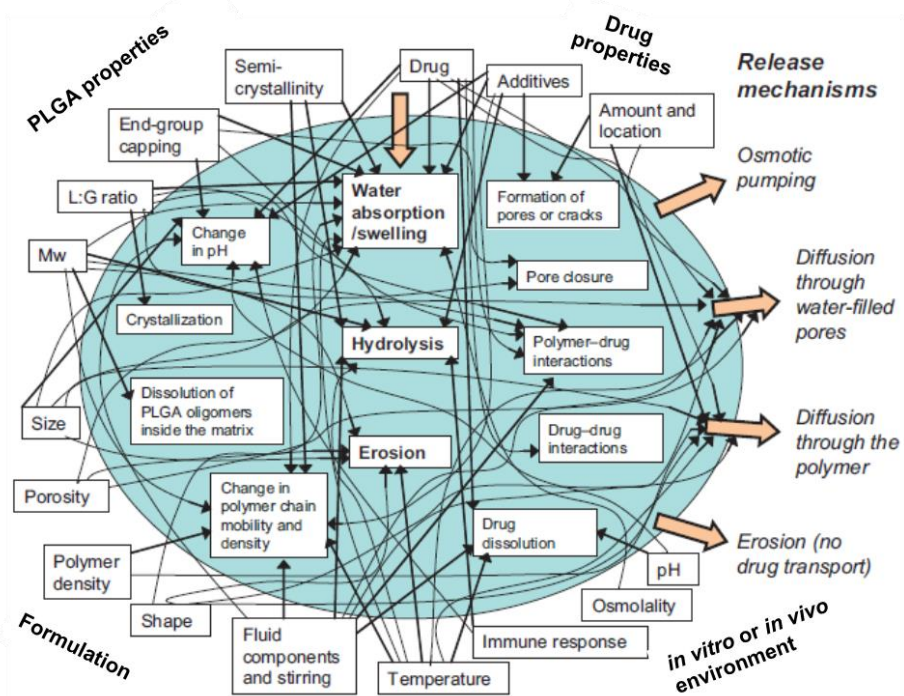 PLGA properties
Drug
properties
Semi-
crystallinity
Drug
Additives
Release
mechanisms
Amount and
location
End-group
capping
Osmotic
pumping
L:G ratio
Water
absorption
/swelling
Formation of
pores or cracks
Change
in pH
Mw
Pore closure
Diffusion
through
water-filled
pores
Crystallization
Hydrolysis
Polymer–drug
interactions
Dissolution of
PLGA oligomers
inside the matrix
Size
Drug–drug
interactions
Diffusion
through the
polymer
Erosion
Porosity
Change in
polymer chain
mobility and
density
Drug
dissolution
Erosion (no
drug transport)
Polymer
density
pH
Osmolality
Shape
Formulation
Fluid
components
and stirring
Immune response
Temperature
in vitro or in vivo
environment